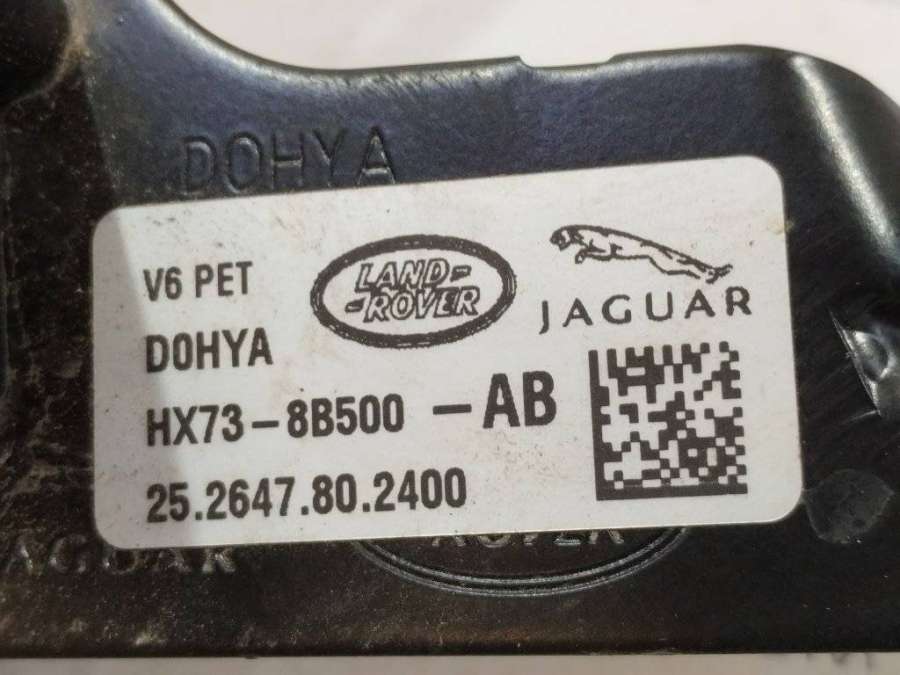 DOHYA
V6 PET
LAND-
-ROVER
JAGUAR
DOHYA
HX73-8B500 -AB
25.2647.80.2400